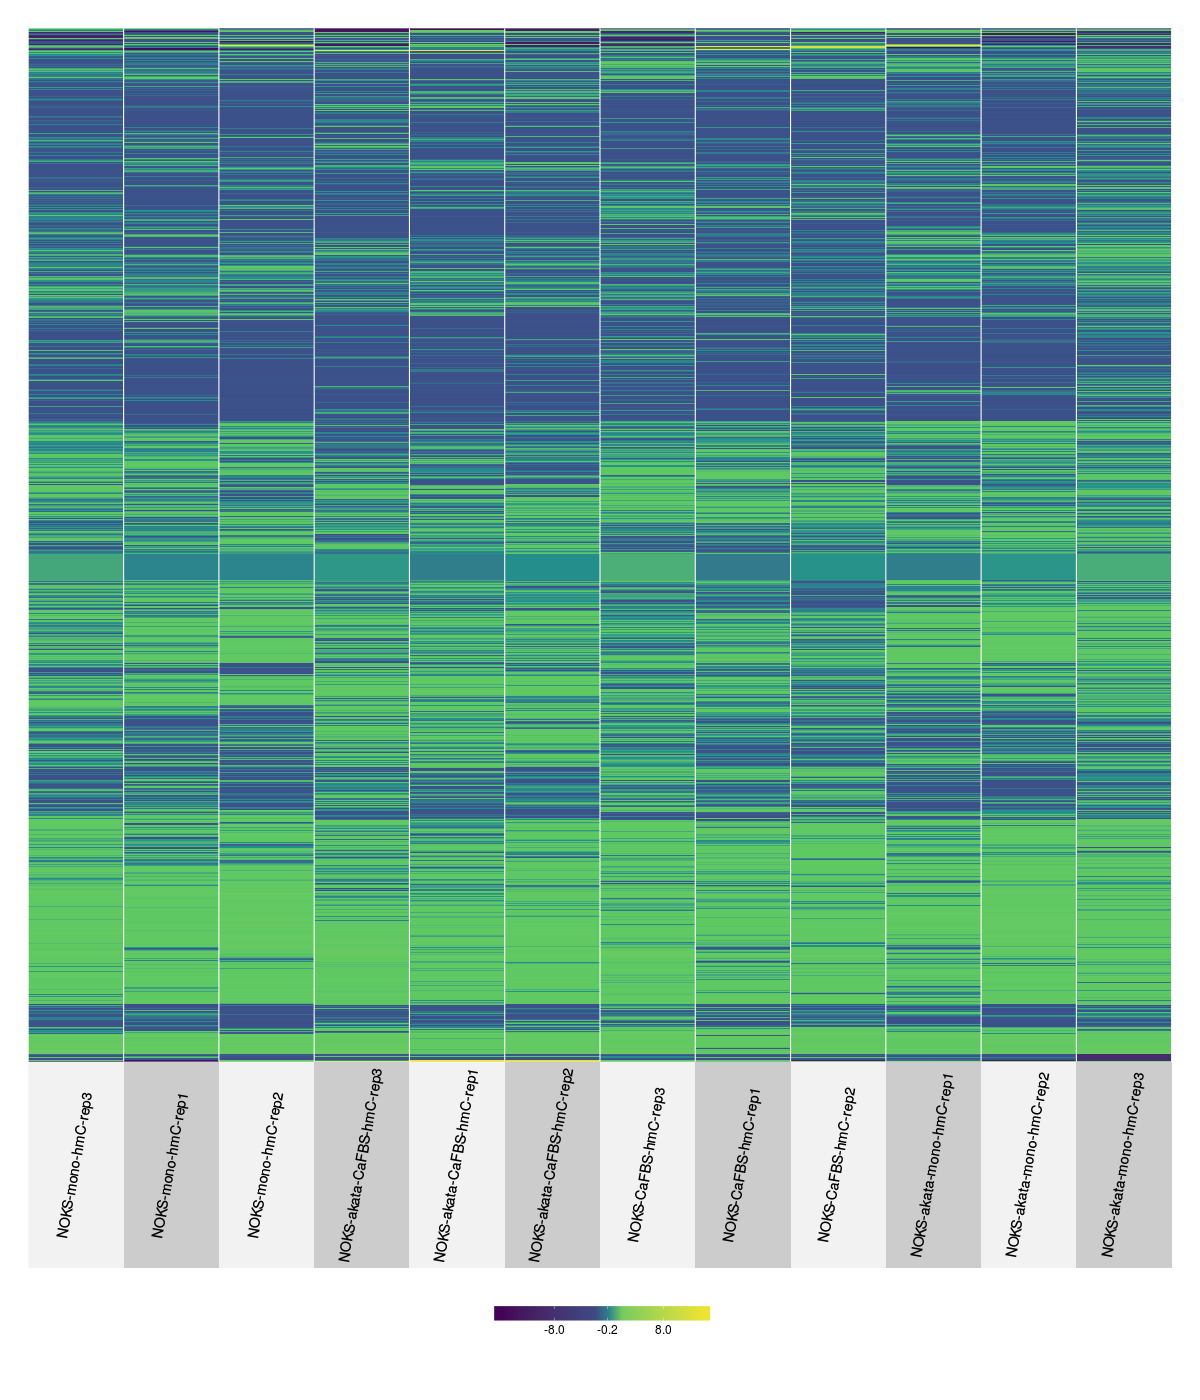 NOKS-mono-hmC-rep3
NOKS-mono-hmC-rep1
NOKS-mono-hmC-rep2
NOKS-akata-CaFBS-hmC-rep3
NOKS-akata-CaFBS-hmC-rep1
NOKS-akata-CaFBS-hmC-rep2
NOKS-CaFBS-hmC-rep3
NOKS-CaFBS-hmC-rep1
NOKS-CaFBS-hmC-rep2
NOKS-akata-mono-hmC-rep1
NOKS-akata-mono-hmC-rep2
NOKS-akata-mono-hmC-rep3
-8.0 -0.2 8.0